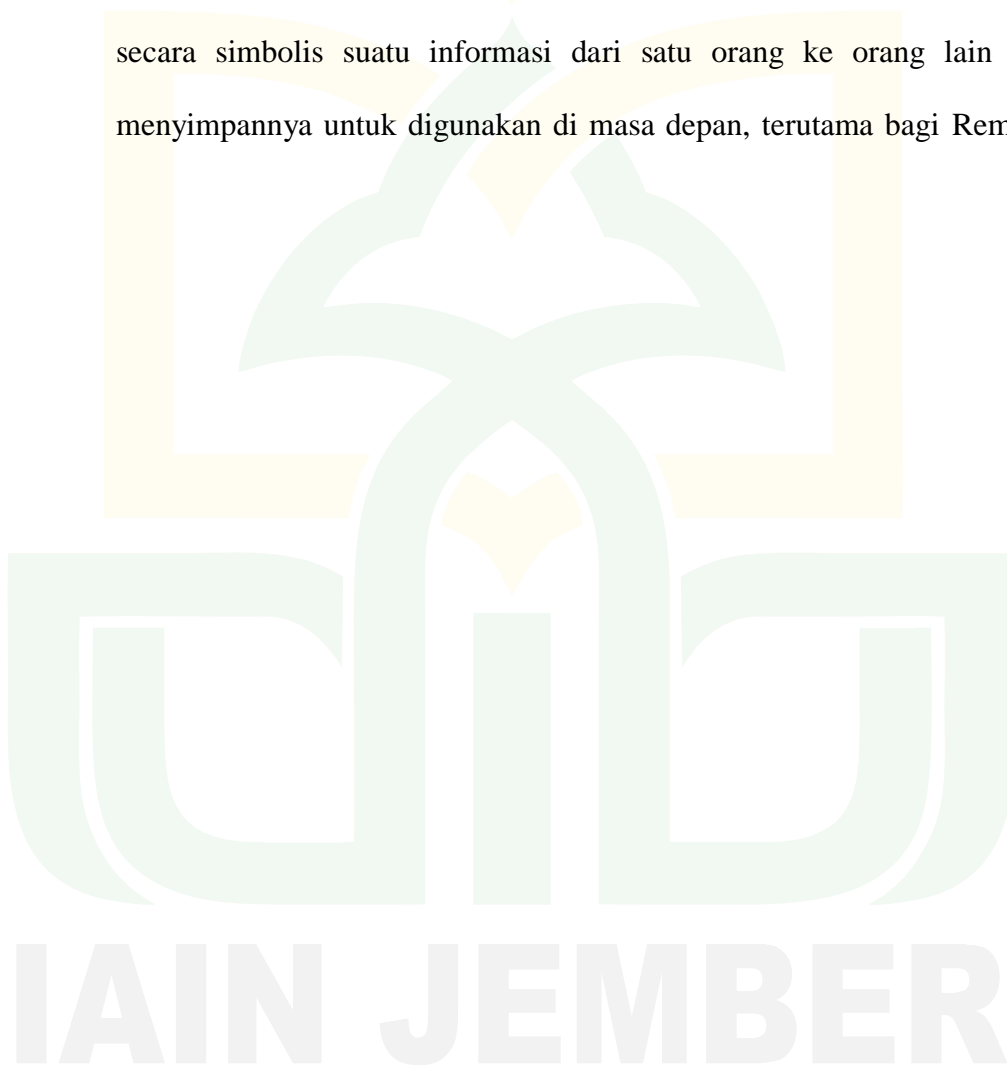 secara simbolis suatu informasi dari satu orang ke orang lain
menyimpannya untuk digunakan di masa depan, terutama bagi
IAIN JEMBER